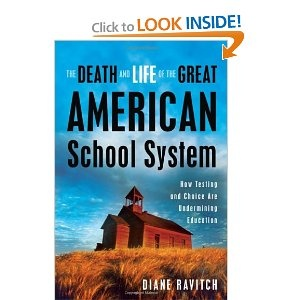 Click to LOOK INSIDE!
THE DEATH AND LIFE OF THE GREAT
AMERICAN
School System
How Testing
and Choice Are
Undermining
Education
DIANE RAVITCH